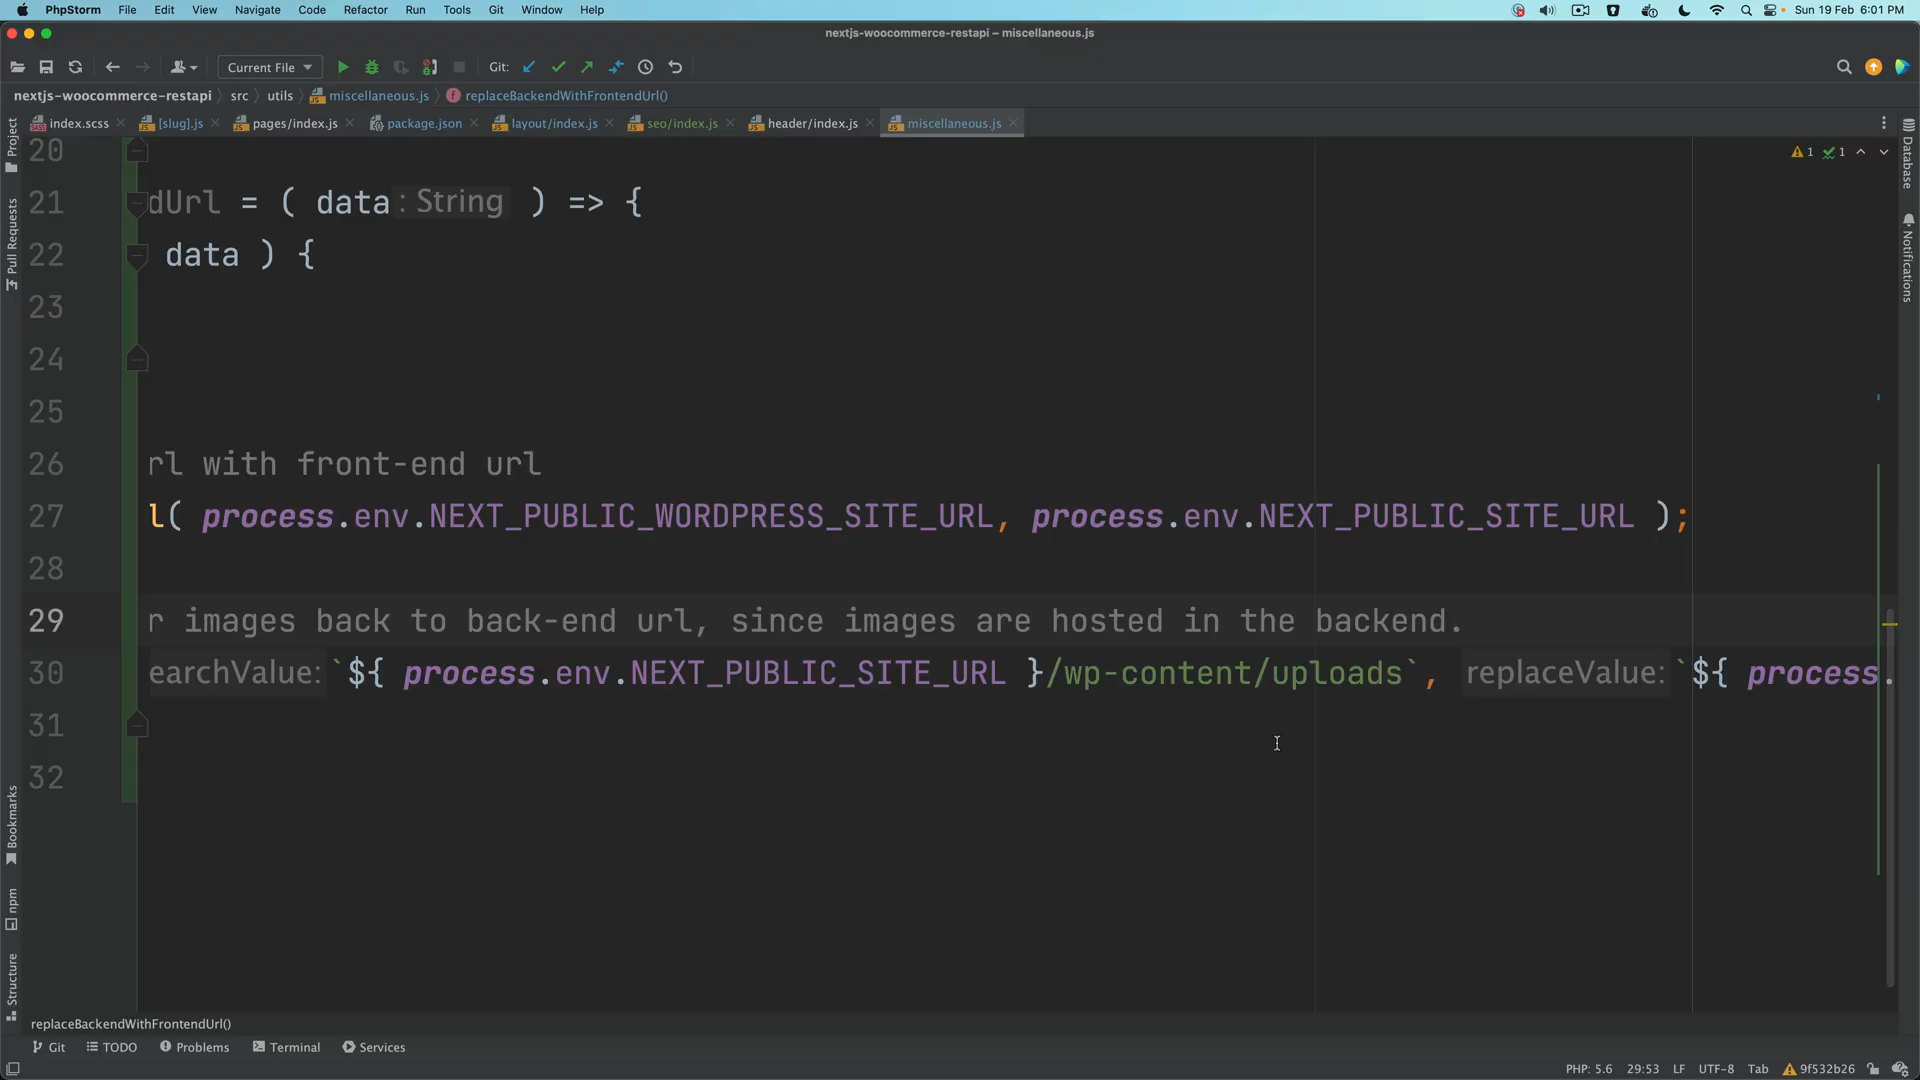 PhpStorm File Edit View Navigate Code Refactor Run Tools Git Window Help Sun 19 Feb 6:01 PM
nextjs-woocommerce-restapi – miscellaneous.js
Current File Git:
nextjs-woocommerce-restapi src utils miscellaneous.js replaceBackendWithFrontendUrl()
index.scss [slug].js pages/index.js package.json layout/index.js seo/index.js header/index.js miscellaneous.js
Project
Pull Requests
Bookmarks
npm
Structure
Database
Notifications
1 1
20
21 dUrl = ( data : String ) => {
22 data ) {
23
24
25
26 rl with front-end url
27 l( process.env.NEXT_PUBLIC_WORDPRESS_SITE_URL, process.env.NEXT_PUBLIC_SITE_URL );
28
29 r images back to back-end url, since images are hosted in the backend.
30 earchValue: `${ process.env.NEXT_PUBLIC_SITE_URL }/wp-content/uploads`, replaceValue: `${ process.
31
32
replaceBackendWithFrontendUrl()
Git TODO Problems Terminal Services
PHP: 5.6 29:53 LF UTF-8 Tab 9f532b26